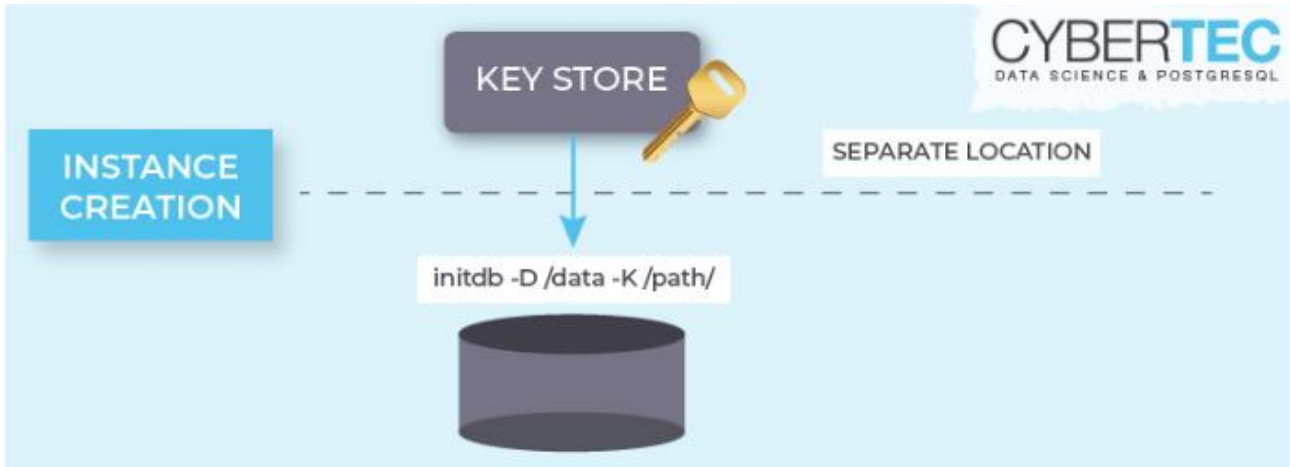 CYBERTEC
DATA SCIENCE & POSTGRESQL
KEY STORE
SEPARATE LOCATION
INSTANCE
CREATION
initdb -D /data -K /path/